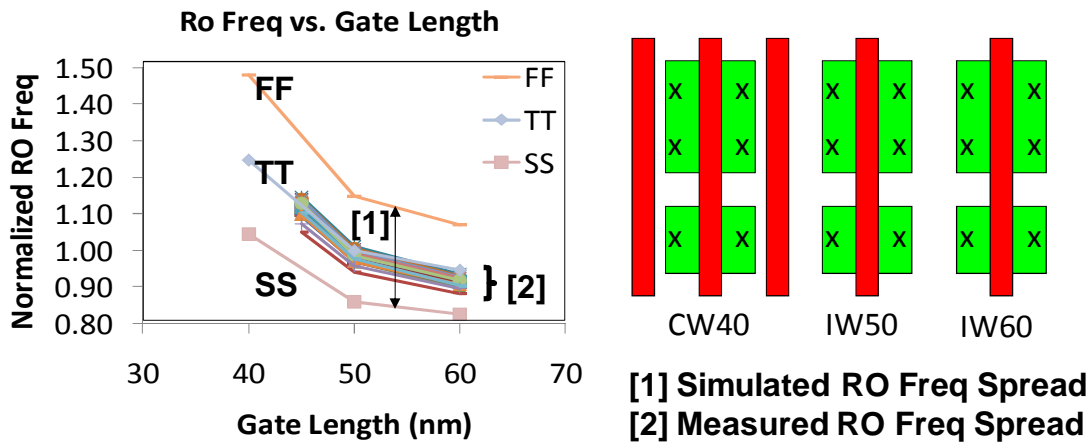 Ro Freq vs. Gate Length
Normalized RO Freq
1.50
1.40
1.30
1.20
1.10
1.00
0.90
0.80
30
40
50
60
70
Gate Length (nm)
FF
TT
SS
FF
TT
SS
[1]
[2]
X X
X X
X X
X X
X X
X X
X X
X X
X X
CW40
IW50
IW60
[1] Simulated RO Freq Spread
[2] Measured RO Freq Spread